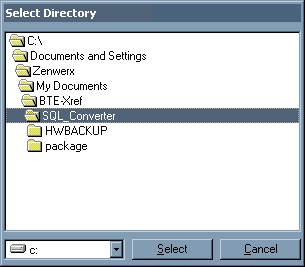 Select Directory
C:\
Documents and Settings
Zenwerx
My Documents
BTE-Xref
SQL_Converter
HWBACKUP
package
c:
Select
Cancel